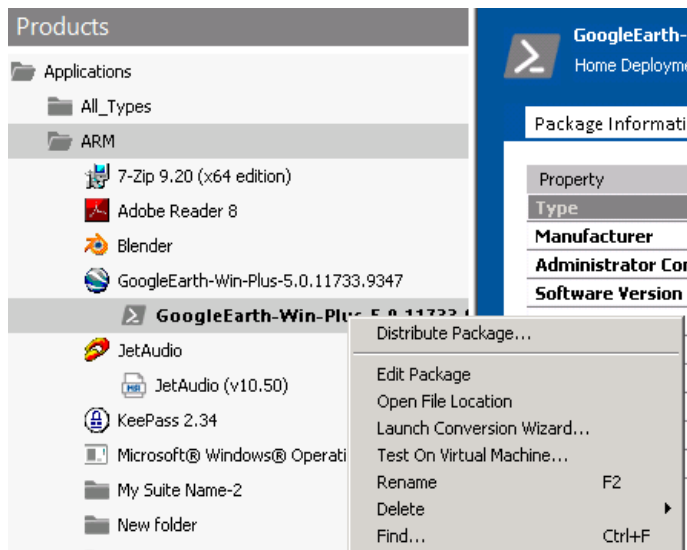 Products
Applications
All_Types
ARM
7-Zip 9.20 (x64 edition)
Adobe Reader 8
Blender
GoogleEarth-Win-Plus-5.0.11733.9347
GoogleEarth-Win-Plus-5.0.11733.
JetAudio
JetAudio (v10.50)
KeePass 2.34
Microsoft® Windows® Operati
My Suite Name-2
New folder
GoogleEarth-
Home Deployme
Package Informati
Property
Type
Manufacturer
Administrator Con
Software Version
Distribute Package...
Edit Package
Open File Location
Launch Conversion Wizard...
Test On Virtual Machine...
Rename F2
Delete
Find... Ctrl+F